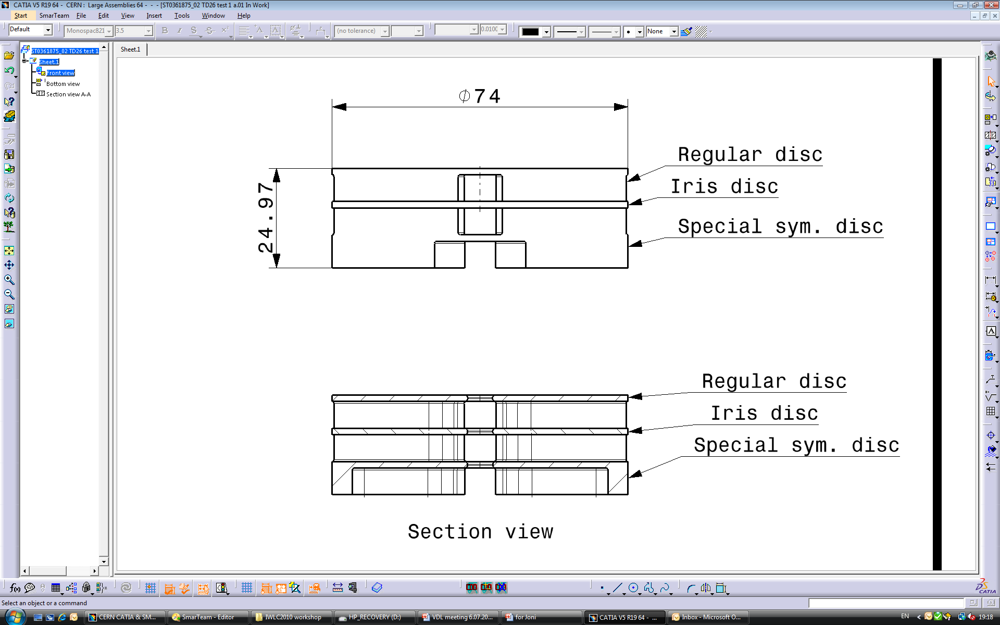 CATIA V5 R19 64 - CERN : Large Assemblies 64 - - - [ST0361875_02 TD26 test 1 a.01 In Work]
Start SmarTeam File Edit View Insert Tools Window Help
Default Monospac821 3.5 B I S S (no tolerance) 0.010 None
Sheet.1
ST0361875_02 TD26 test 1
Sheet.1
Front view
Bottom view
Section view A-A
∅74
24.97
Regular disc
Iris disc
Special sym. disc
Regular disc
Iris disc
Special sym. disc
Section view
CATIA
Select an object or a command
CERN CATIA & SM... SmarTeam - Editor IWLC2010 workshop HP_RECOVERY (D:) VDL meeting 6.07.20... for Joni CATIA V5 R19 64 - ... Inbox - Microsoft O... EN 19:18